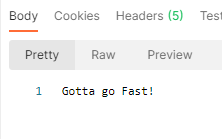 Body Cookies Headers (5) Test
Pretty Raw Preview
1 Gotta go Fast!